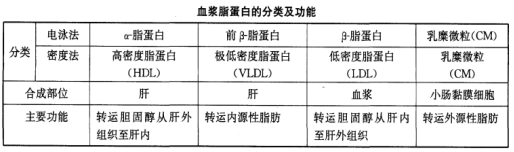 血浆脂蛋白的分类及功能
分类
电泳法 α-脂蛋白 前β-脂蛋白 β-脂蛋白 乳糜微粒(CM)
密度法 高密度脂蛋白(HDL) 极低密度脂蛋白(VLDL) 低密度脂蛋白(LDL) 乳糜微粒(CM)
合成部位 肝 肝 血浆 小肠黏膜细胞
主要功能 转运胆固醇从肝外组织至肝内 转运内源性脂肪 转运胆固醇从肝内至肝外组织 转运外源性脂肪